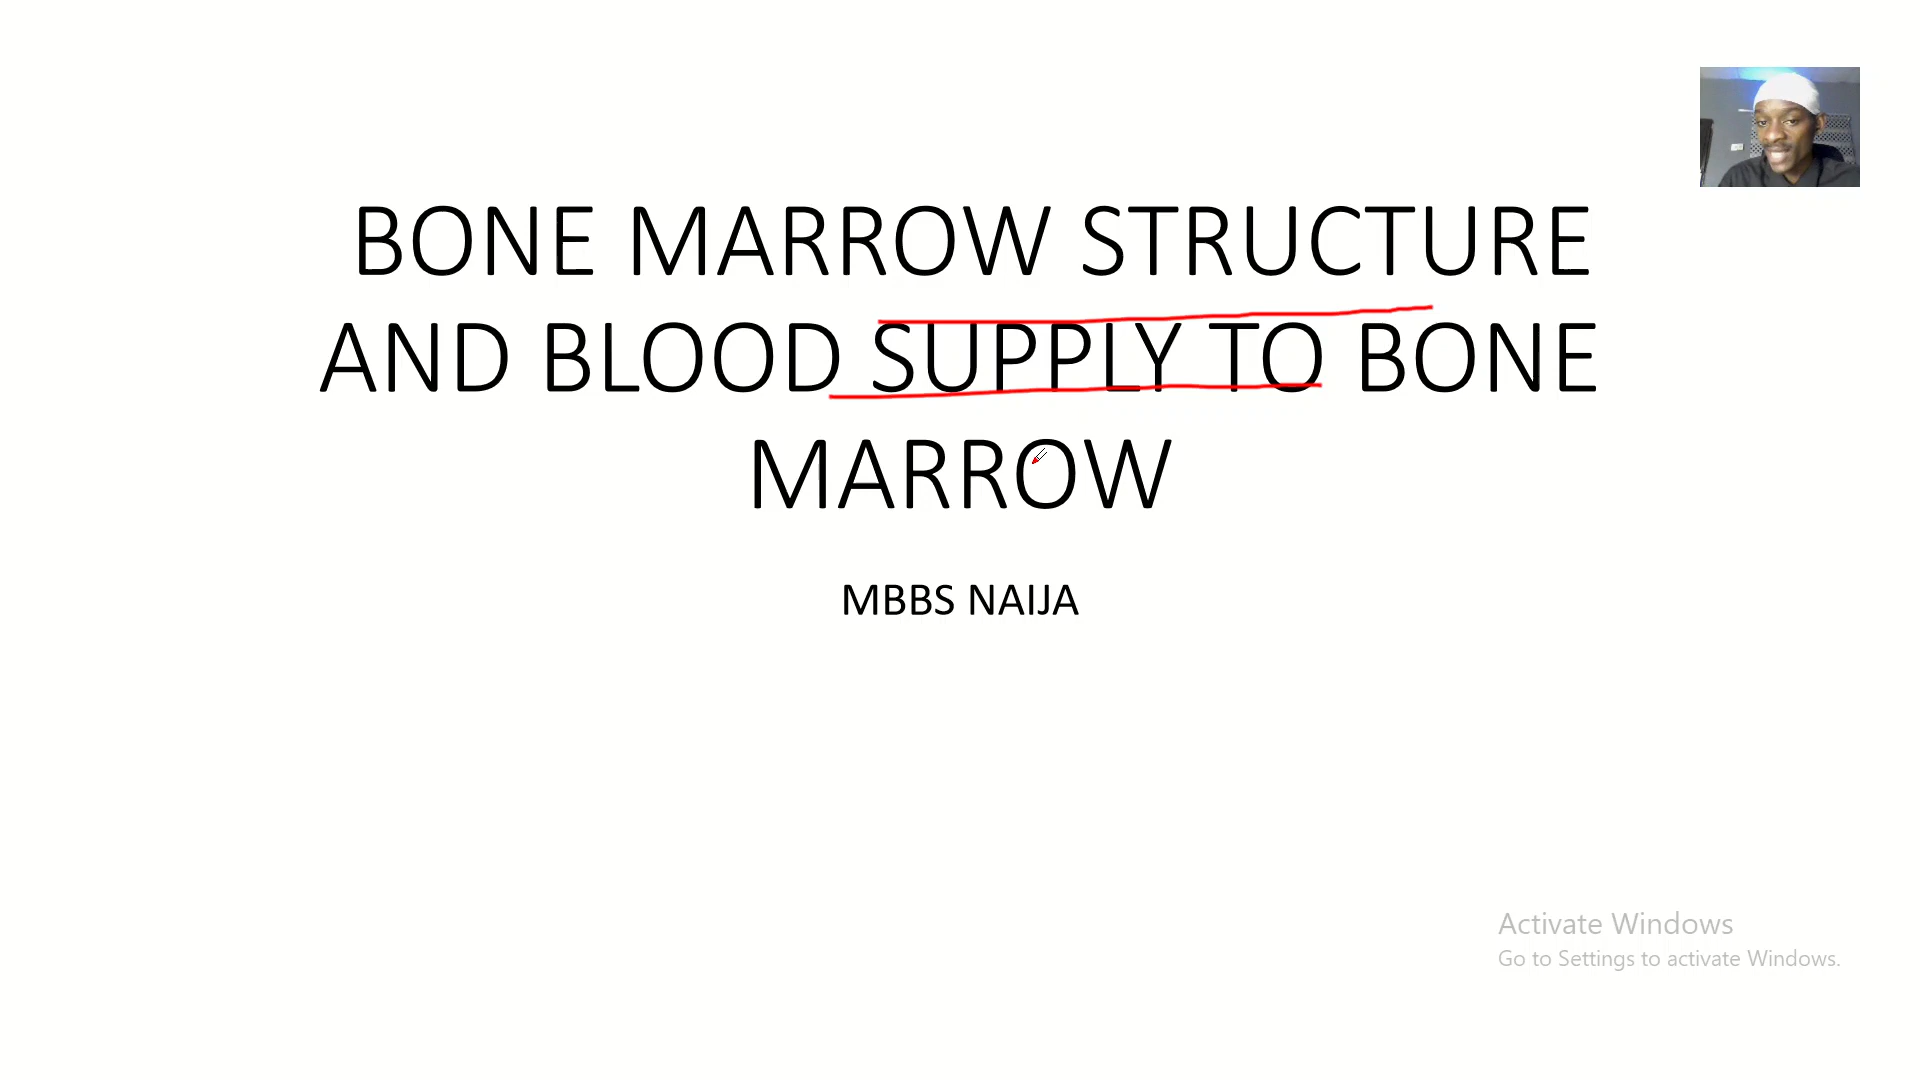 BONE MARROW STRUCTURE
AND BLOOD SUPPLY TO BONE
MARROW
MBBS NAIJA
Activate Windows
Go to Settings to activate Windows.